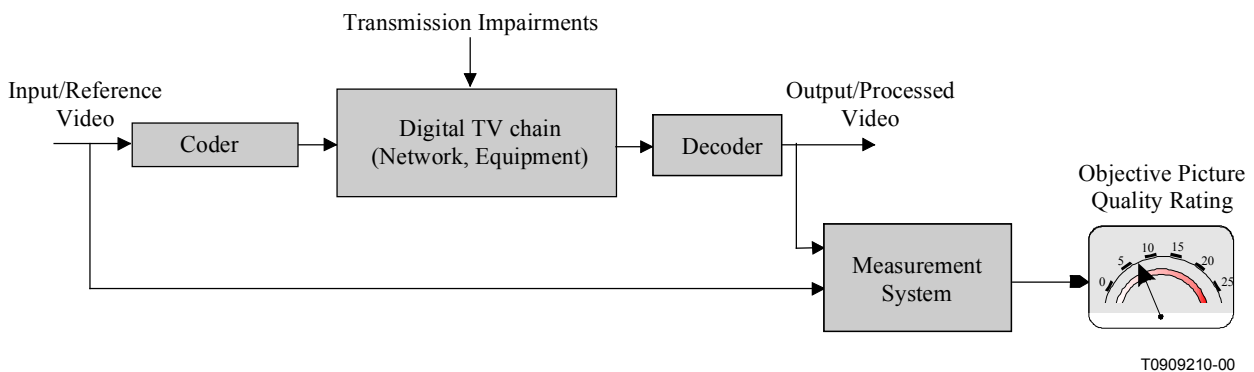 Transmission Impairments
Input/Reference
Video
Coder
Digital TV chain
(Network, Equipment)
Decoder
Output/Processed
Video
Measurement
System
Objective Picture
Quality Rating
0
5
10
15
20
25
T0909210-00